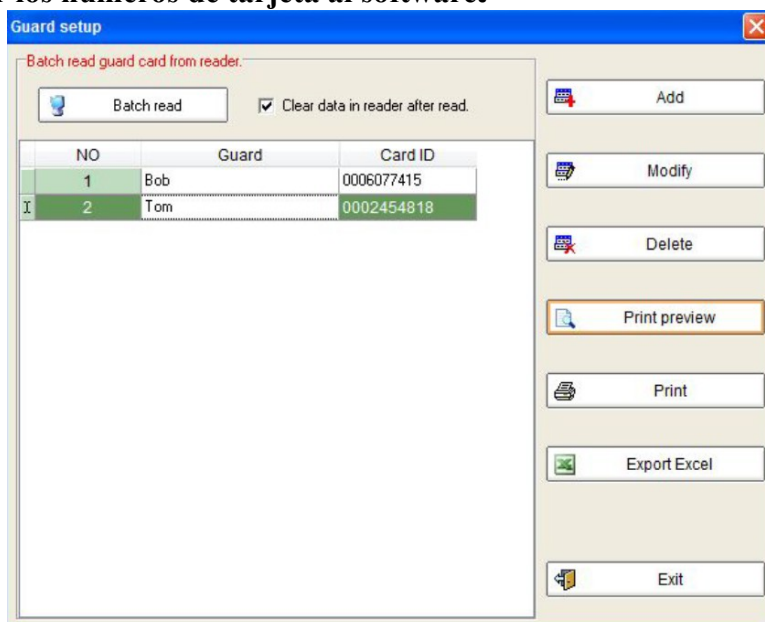 los números de tarjeta al software.
Guard setup
Batch read guard card from reader.
Batch read
Clear data in reader after read.
NO Guard Card ID
1 Bob 0006077415
2 Tom 0002454818
Add
Modify
Delete
Print preview
Print
Export Excel
Exit